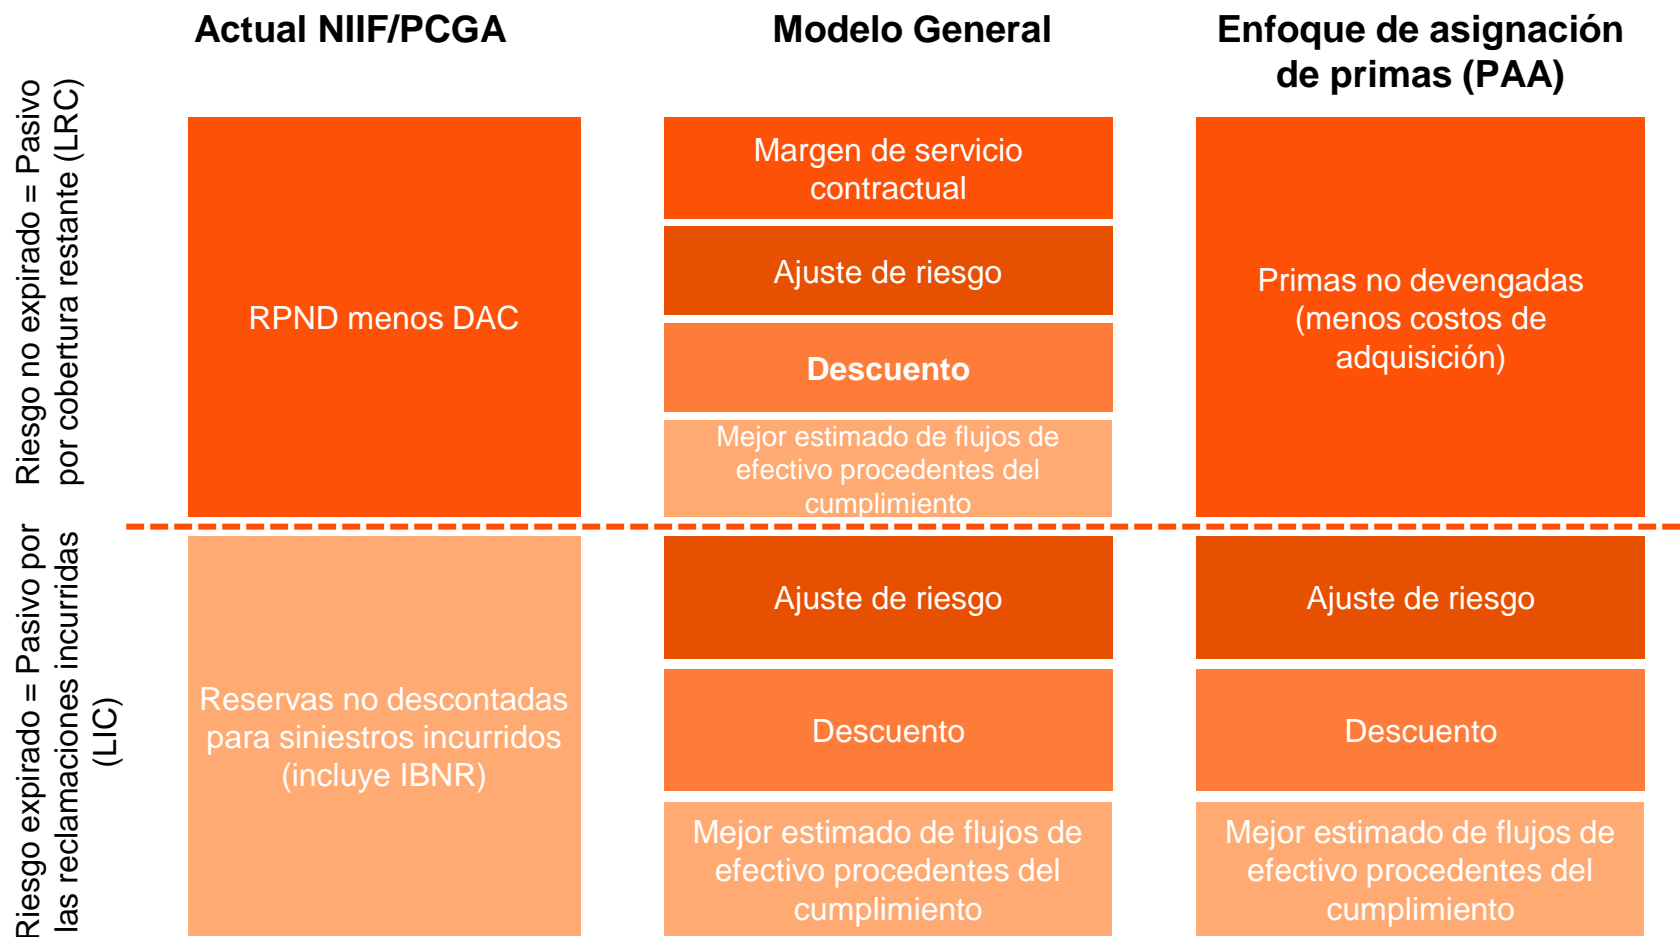 Actual NIIF/PCGA
Modelo General
Enfoque de asignación
de primas (PAA)
Riesgo no expirado = Pasivo
por cobertura restante (LRC)
RPND menos DAC
Margen de servicio
contractual
Ajuste de riesgo
Descuento
Mejor estimado de flujos de
efectivo procedentes del
cumplimiento
Primas no devengadas
(menos costos de
adquisición)
Riesgo expirado = Pasivo por
las reclamaciones incurridas
(LIC)
Reservas no descontadas
para siniestros incurridos
(incluye IBNR)
Ajuste de riesgo
Descuento
Mejor estimado de flujos de
efectivo procedentes del
cumplimiento
Ajuste de riesgo
Descuento
Mejor estimado de flujos de
efectivo procedentes del
cumplimiento